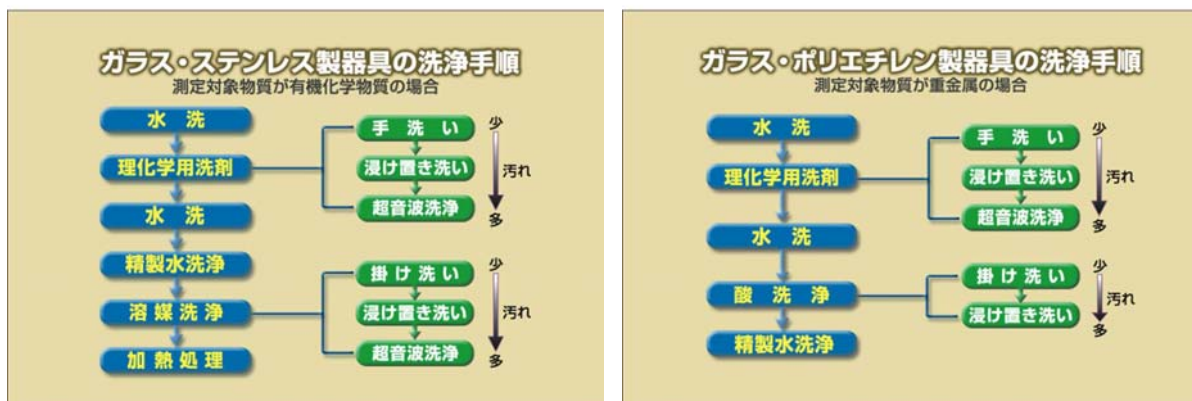 ガラス・ステンレス製器具の洗浄手順
測定対象物質が有機化学物質の場合
水 洗
理化学用洗剤
水 洗
精製水洗浄
溶媒洗浄
加熱処理
手洗い
浸け置き洗い
超音波洗浄
少
汚れ
多
掛け洗い
浸け置き洗い
超音波洗浄
少
汚れ
多
ガラス・ポリエチレン製器具の洗浄手順
測定対象物質が重金属の場合
水 洗
理化学用洗剤
水 洗
酸 洗 浄
精製水洗浄
手洗い
浸け置き洗い
超音波洗浄
少
汚れ
多
掛け洗い
浸け置き洗い
少
汚れ
多